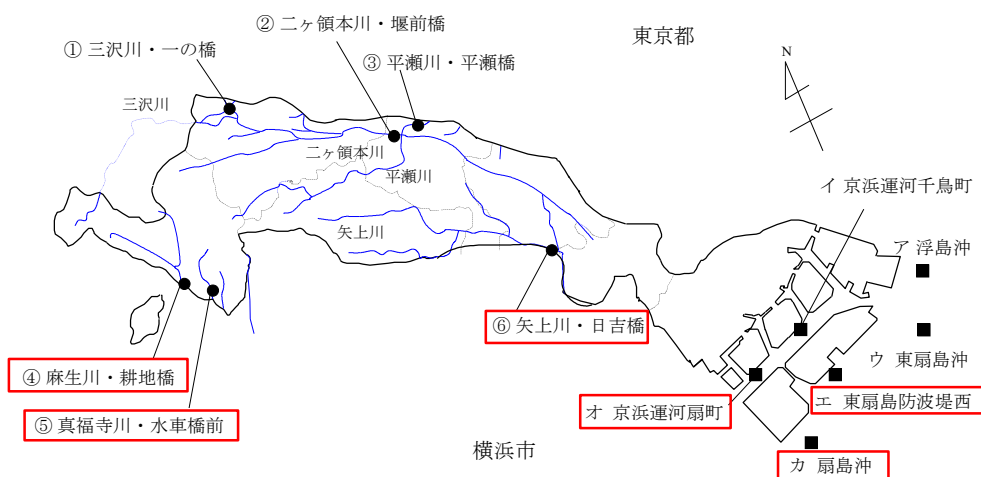 ② 二ヶ領本川・堰前橋
東京都
① 三沢川・一の橋
③ 平瀬川・平瀬橋
N
三沢川
二ヶ領本川
平瀬川
イ 京浜運河千鳥町
矢上川
ア 浮島沖
⑥ 矢上川・日吉橋
ウ 東扇島沖
④ 麻生川・耕地橋
エ 東扇島防波堤西
オ 京浜運河扇町
⑤ 真福寺川・水車橋前
横浜市
カ 扇島沖